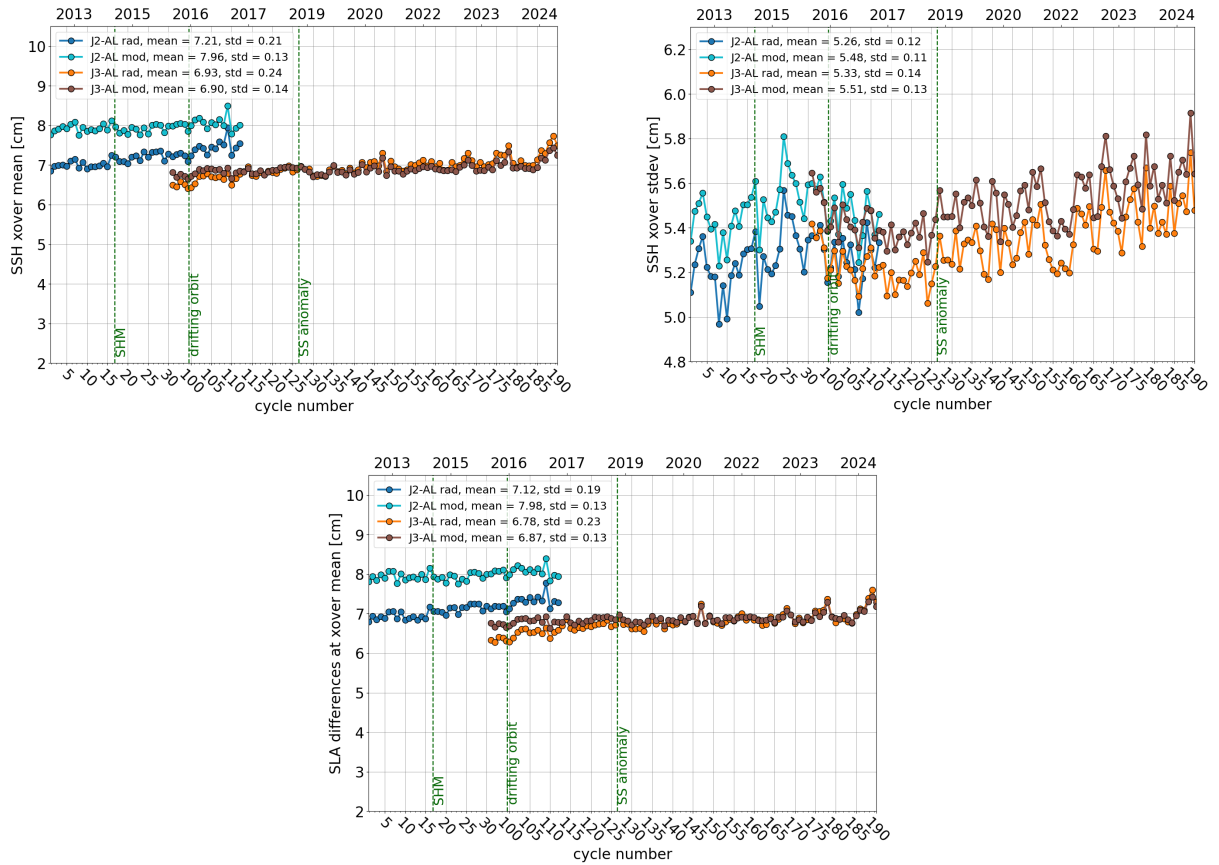 2013 2015 2016 2017 2019 2020 2022 2023 2024
10
9
8
7
6
5
4
3
2
SSH xover mean [cm]
J2-AL rad, mean = 7.21, std = 0.21
J2-AL mod, mean = 7.96, std = 0.13
J3-AL rad, mean = 6.93, std = 0.24
J3-AL mod, mean = 6.90, std = 0.14
SHM
drifting orbit
SS anomaly
5 10 15 20 25 30 100 105 110 115 120 125 130 135 140 145 150 155 160 165 170 175 180 185 190
cycle number
2013 2015 2016 2017 2019 2020 2022 2023 2024
6.2
6.0
5.8
5.6
5.4
5.2
5.0
4.8
SSH xover stdev [cm]
J2-AL rad, mean = 5.26, std = 0.12
J2-AL mod, mean = 5.48, std = 0.11
J3-AL rad, mean = 5.33, std = 0.14
J3-AL mod, mean = 5.51, std = 0.13
SHM
drifting orbit
SS anomaly
5 10 15 20 25 30 100 105 110 115 120 125 130 135 140 145 150 155 160 165 170 175 180 185 190
cycle number
2013 2015 2016 2017 2019 2020 2022 2023 2024
10
9
8
7
6
5
4
3
2
SLA differences at xover mean [cm]
J2-AL rad, mean = 7.12, std = 0.19
J2-AL mod, mean = 7.98, std = 0.13
J3-AL rad, mean = 6.78, std = 0.23
J3-AL mod, mean = 6.87, std = 0.13
SHM
drifting orbit
SS anomaly
5 10 15 20 25 30 100 105 110 115 120 125 130 135 140 145 150 155 160 165 170 175 180 185 190
cycle number